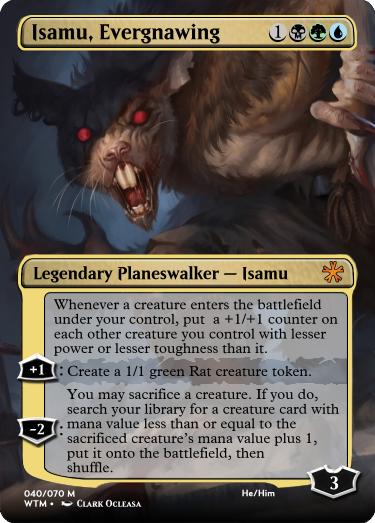 Isamu, Evergnawing 1
Legendary Planeswalker — Isamu
Whenever a creature enters the battlefield
under your control, put a +1/+1 counter on
each other creature you control with lesser
power or lesser toughness than it.
+1 : Create a 1/1 green Rat creature token.
You may sacrifice a creature. If you do,
search your library for a creature card with
-2 : mana value less than or equal to the
sacrificed creature's mana value plus 1,
put it onto the battlefield, then
shuffle.
3
040/070 M He/Him
WTM • Clark Ocleasa